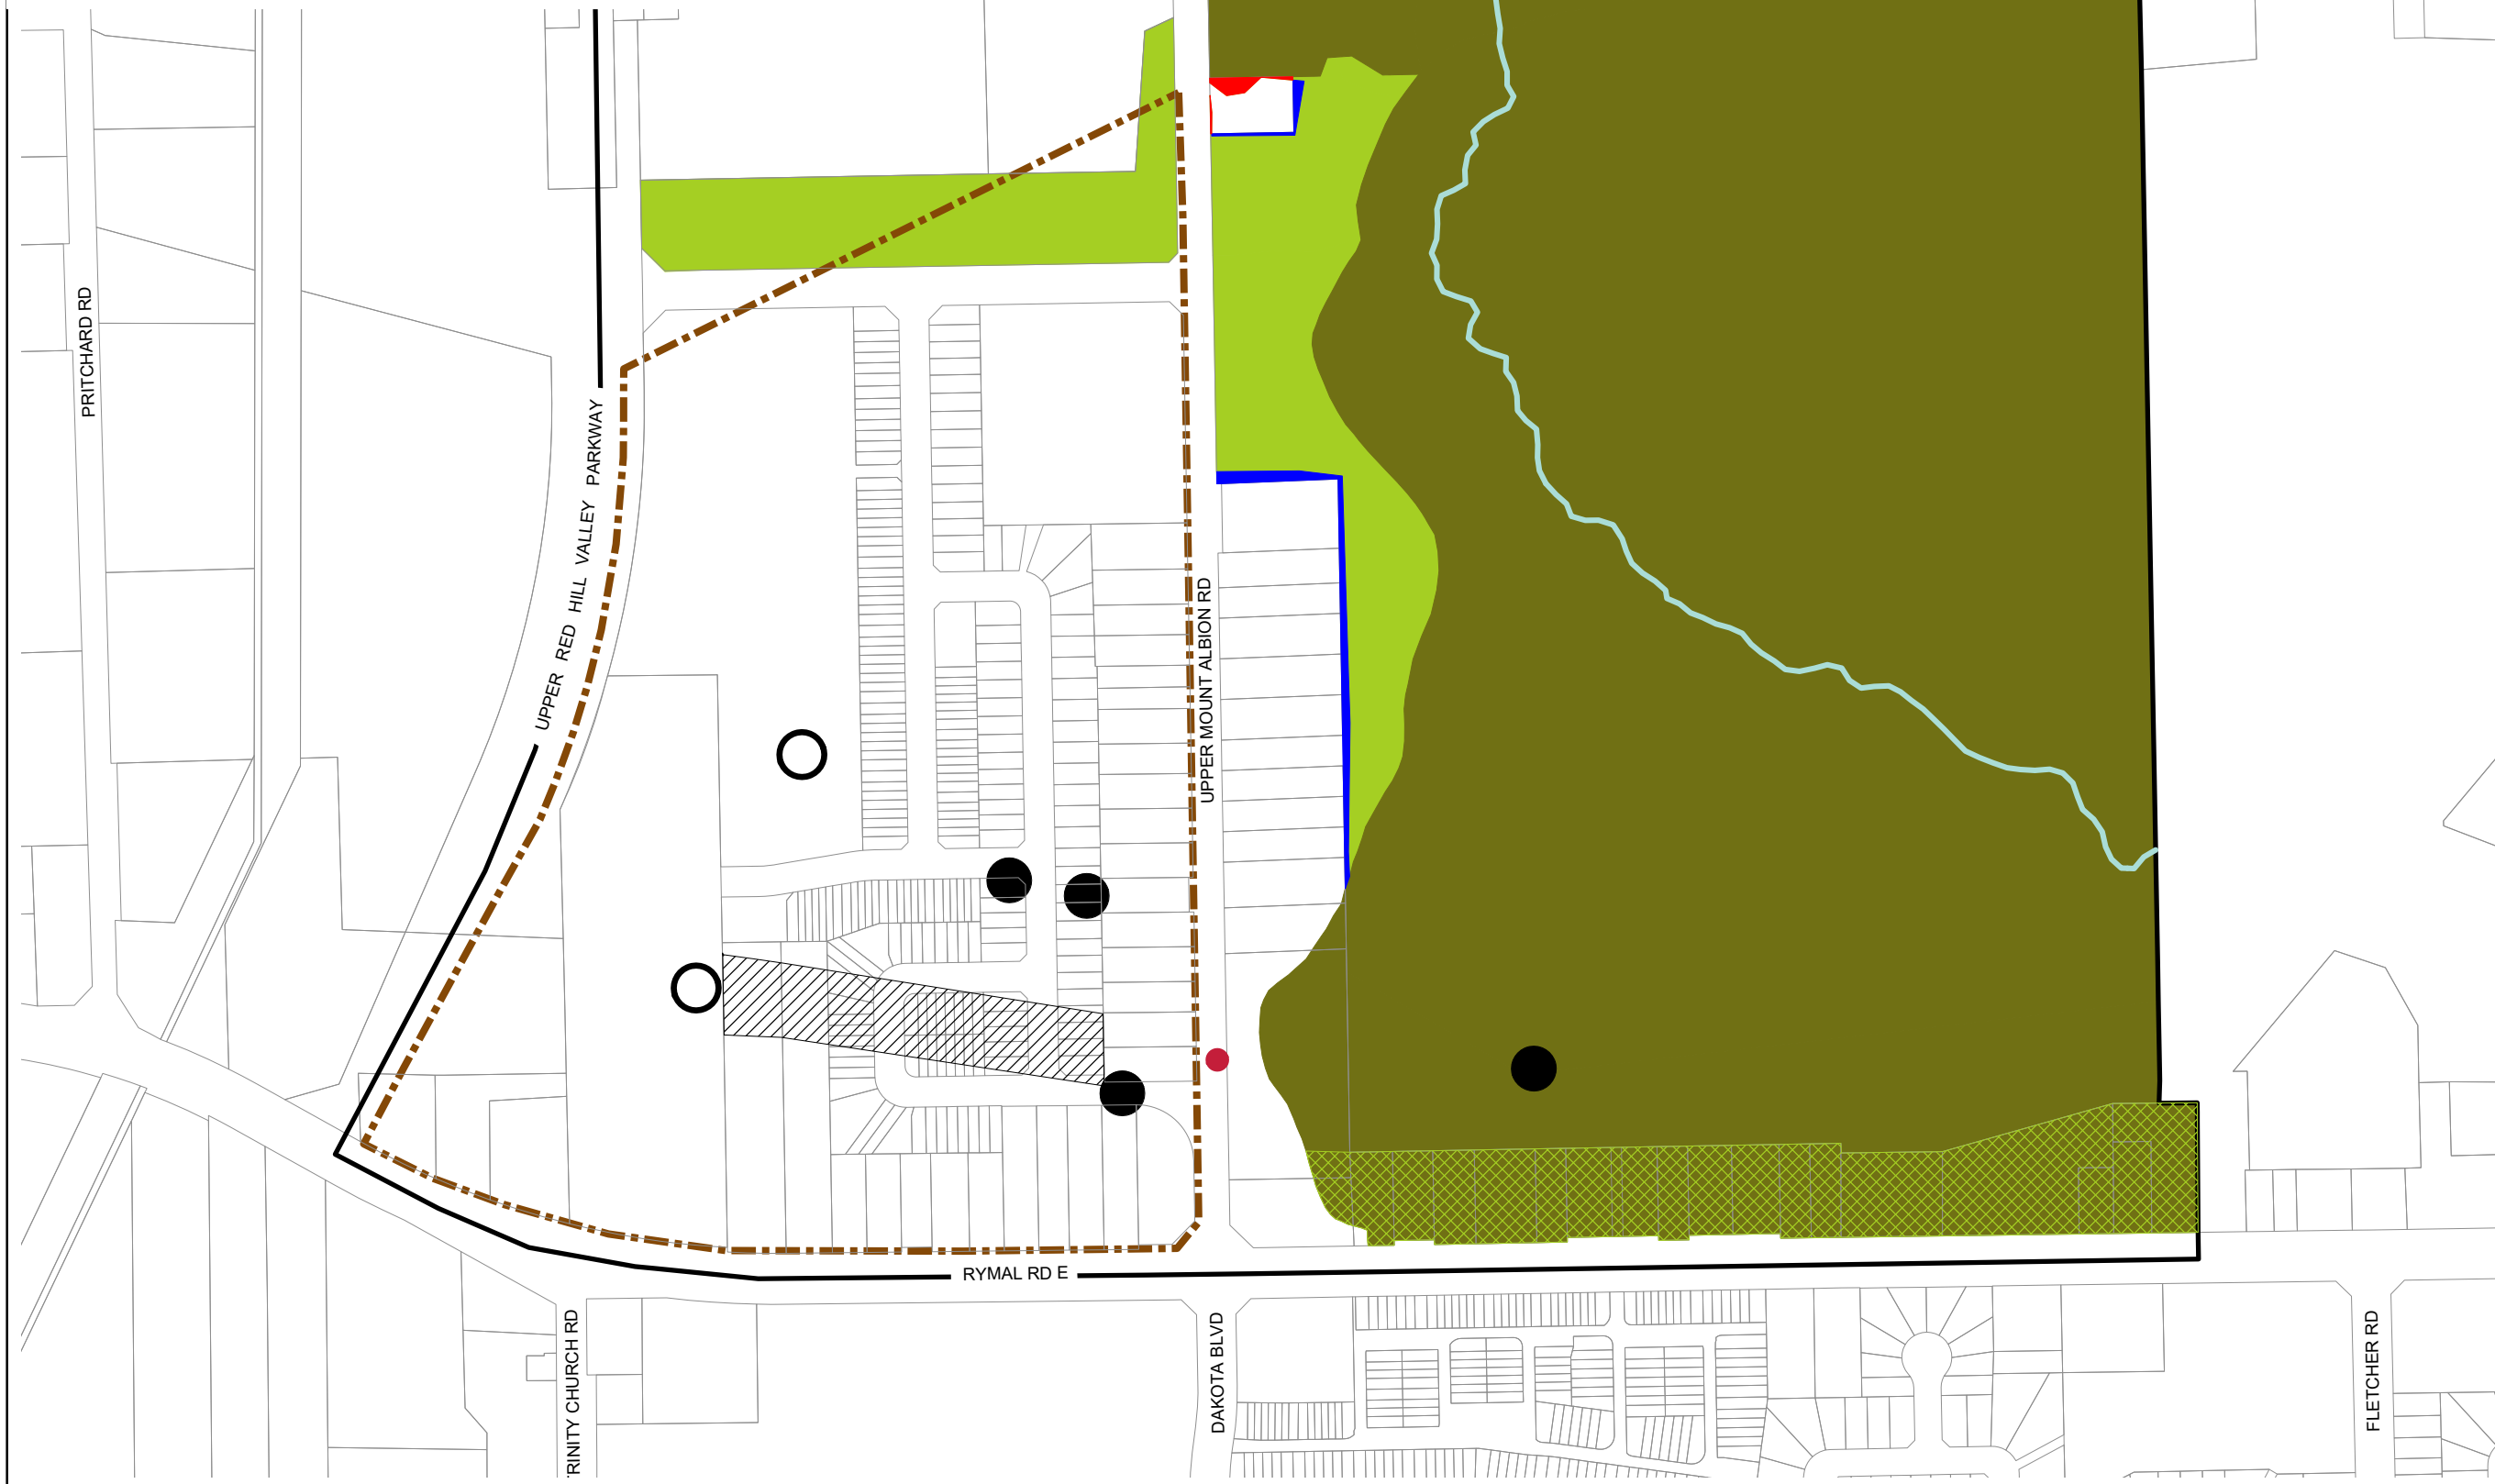 PRITCHARD RD
UPPER RED HILL VALLEY PARKWAY
UPPER MOUNT ALBION RD
RYMAL RD E
TRINITY CHURCH RD
DAKOTA BLVD
FLETCHER RD